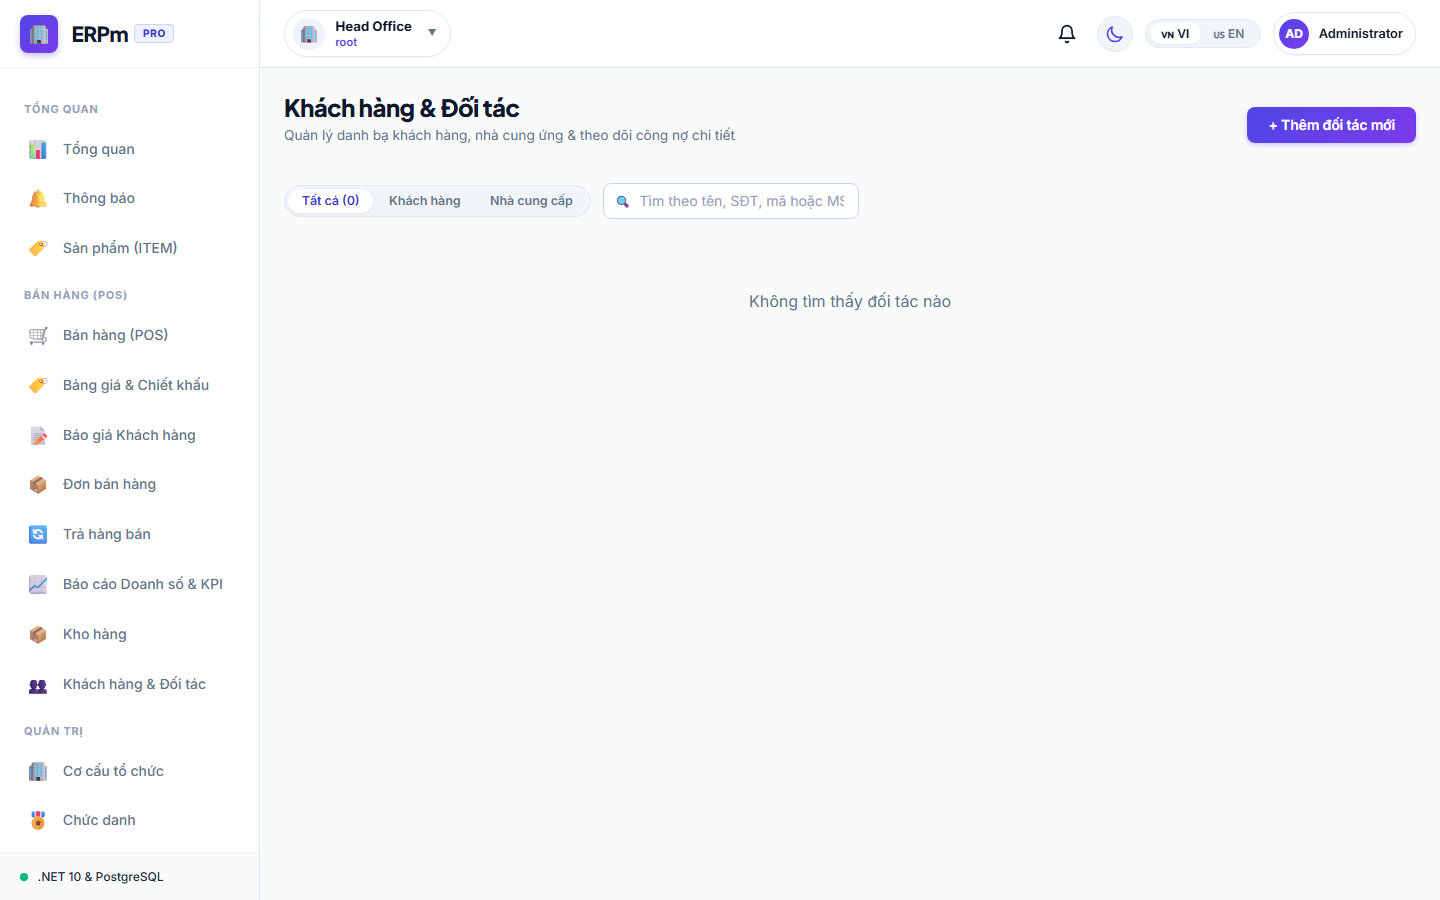 ERPm PRO
Head Office
root
VN VI
US EN
AD
Administrator
TỔNG QUAN
Tổng quan
Thông báo
Sản phẩm (ITEM)
BÁN HÀNG (POS)
Bán hàng (POS)
Bảng giá & Chiết khấu
Báo giá Khách hàng
Đơn bán hàng
Trả hàng bán
Báo cáo Doanh số & KPI
Kho hàng
Khách hàng & Đối tác
QUẢN TRỊ
Cơ cấu tổ chức
Chức danh
.NET 10 & PostgreSQL
Khách hàng & Đối tác
Quản lý danh bạ khách hàng, nhà cung ứng & theo dõi công nợ chi tiết
+ Thêm đối tác mới
Tất cả (0)
Khách hàng
Nhà cung cấp
Tìm theo tên, SĐT, mã hoặc MS
Không tìm thấy đối tác nào